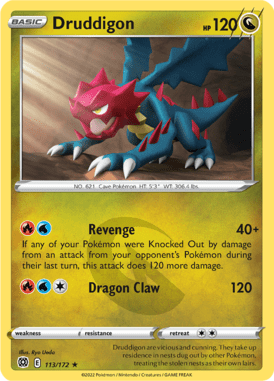 BASIC
Druddigon
HP 120
NO. 621 Cave Pokémon HT: 5'3" WT: 306.4 lbs.
Revenge 40+
If any of your Pokémon were Knocked Out by damage
from an attack from your opponent's Pokémon during
their last turn, this attack does 120 more damage.
Dragon Claw 120
weakness resistance retreat
Illus. Ryo Ueda
Druddigon are vicious and cunning. They take up
residence in nests dug out by other Pokémon,
treating the stolen nests as their own lairs.
E 113/172 ★
©2022 Pokémon / Nintendo / Creatures / GAME FREAK